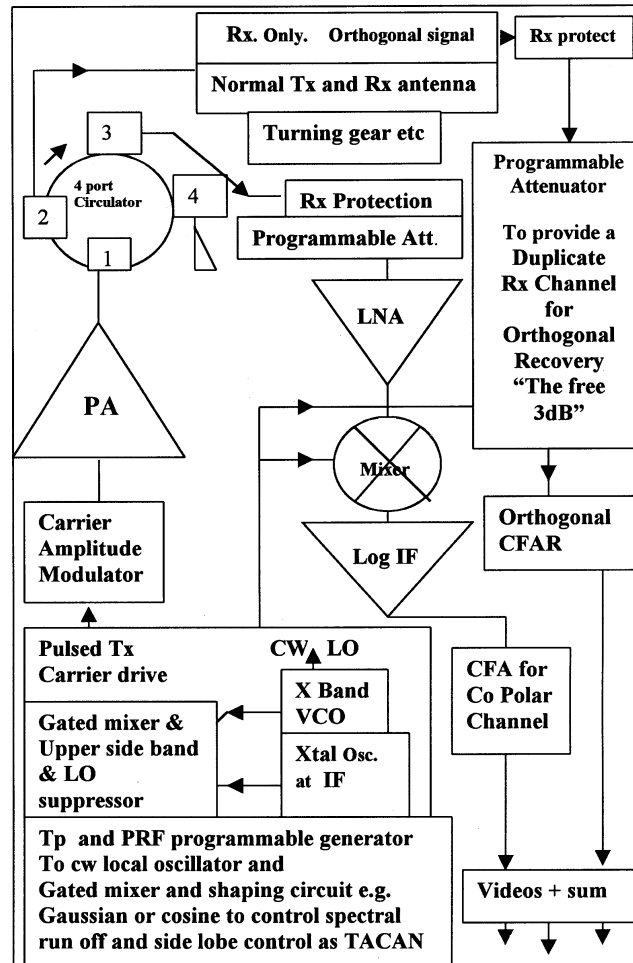 Rx. Only. Orthogonal signal
Rx protect
Normal Tx and Rx antenna
Turning gear etc
3
4 port
Circulator
4
2
1
Rx Protection
Programmable Att.
Programmable
Attenuator
To provide a
Duplicate
Rx Channel
for
Orthogonal
Recovery
“The free
3dB”
LNA
PA
Mixer
Carrier
Amplitude
Modulator
Log IF
Orthogonal
CFAR
Pulsed Tx
Carrier drive
CW LO
X Band
VCO
CFA for
Co Polar
Channel
Gated mixer &
Upper side band
& LO
suppressor
Xtal Osc.
at IF
Tp and PRF programmable generator
To cw local oscillator and
Gated mixer and shaping circuit e.g.
Gaussian or cosine to control spectral
run off and side lobe control as TACAN
Videos + sum